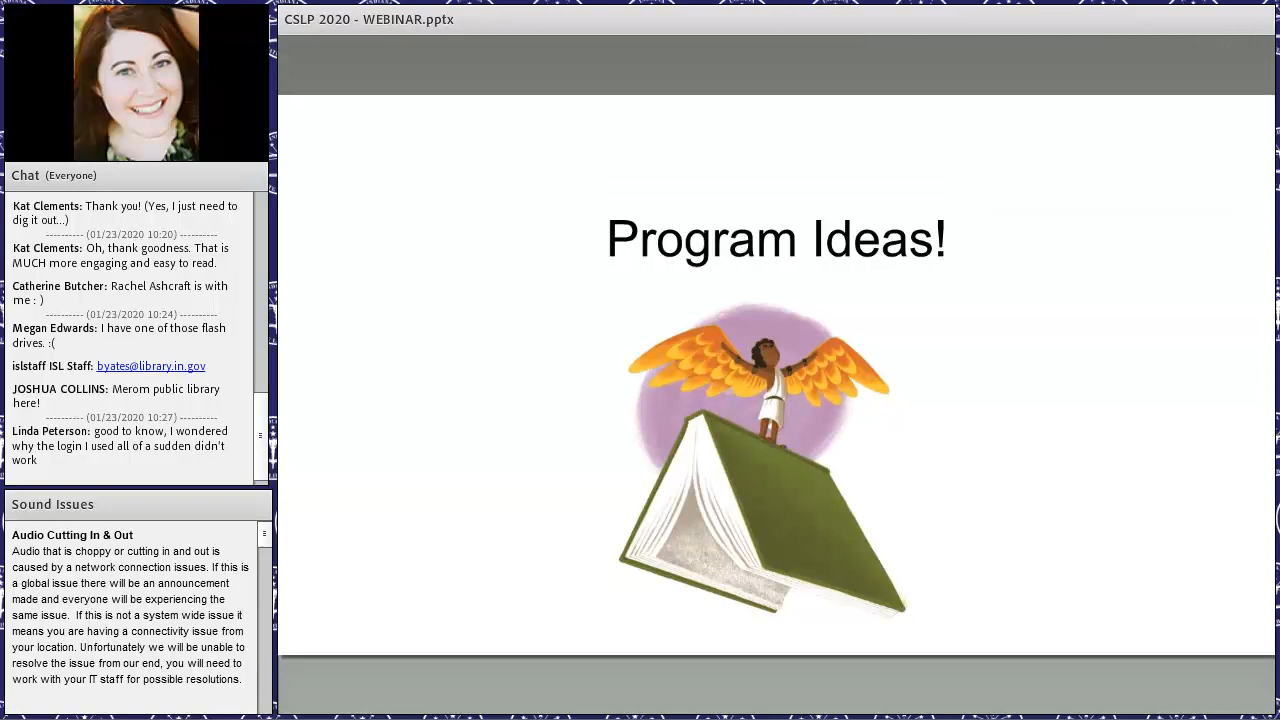 CSLP 2020 - WEBINAR.pptx
Chat (Everyone)
Kat Clements: Thank you! (Yes, I just need to
dig it out...)
---------- (01/23/2020 10:20) ----------
Kat Clements: Oh, thank goodness. That is
MUCH more engaging and easy to read.
Catherine Butcher: Rachel Ashcraft is with
me : )
---------- (01/23/2020 10:24) ----------
Megan Edwards: I have one of those flash
drives. :(
islstaff ISL Staff: byates@library.in.gov
JOSHUA COLLINS: Merom public library
here!
---------- (01/23/2020 10:27) ----------
Linda Peterson: good to know, I wondered
why the login I used all of a sudden didn't
work
Sound Issues
Audio Cutting In & Out
Audio that is choppy or cutting in and out is
caused by a network connection issues. If this is
a global issue there will be an announcement
made and everyone will be experiencing the
same issue.  If this is not a system wide issue it
means you are having a connectivity issue from
your location. Unfortunately we will be unable to
resolve the issue from our end, you will need to
work with your IT staff for possible resolutions.
Program Ideas!